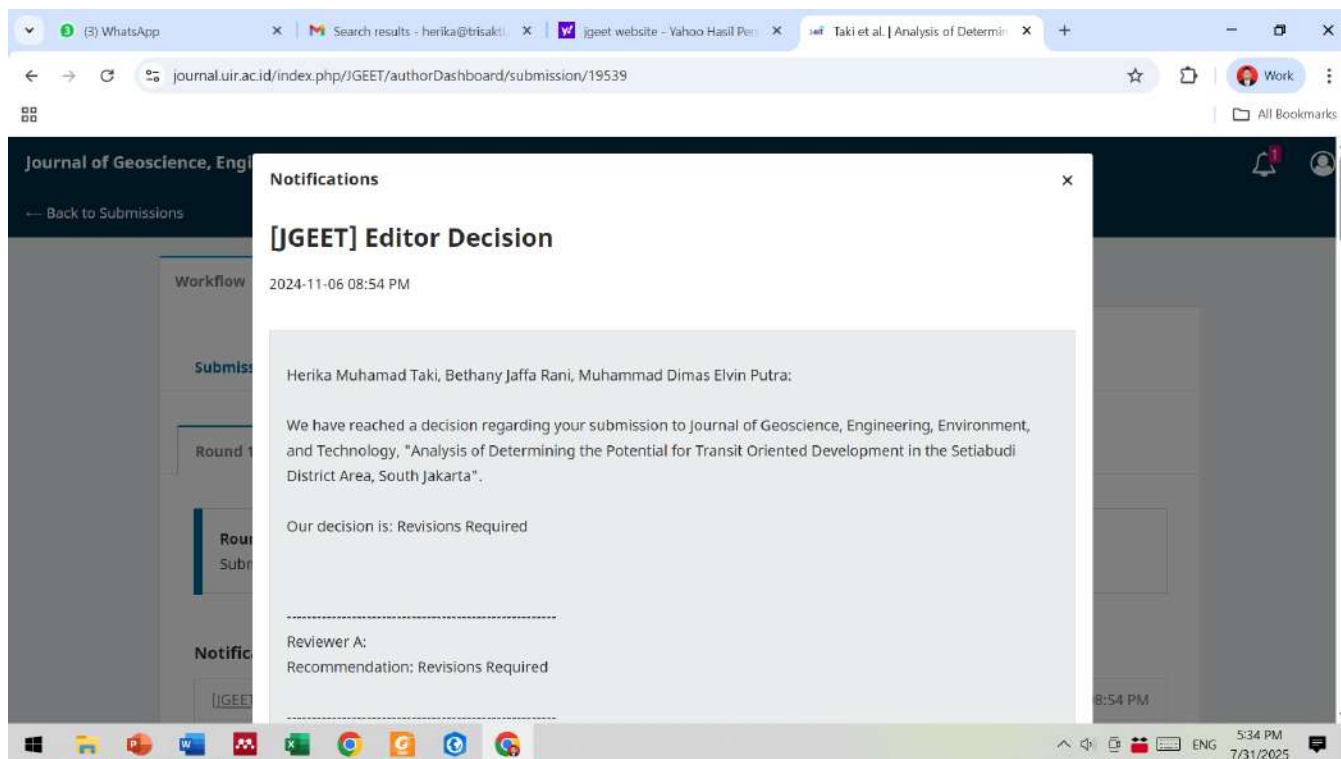 (3) WhatsApp
Search results - herika@trisakti
jgeet website - Yahoo Hasil Pen
Taki et al. | Analysis of Determin
journal.uir.ac.id/index.php/JGEET/authorDashboard/submission/19539
Work
All Bookmarks
Journal of Geoscience, Engi
1
← Back to Submissions
Notifications
[JGEET] Editor Decision
2024-11-06 08:54 PM
Workflow
Submiss
Herika Muhamad Taki, Bethany Jaffa Rani, Muhammad Dimas Elvin Putra:
We have reached a decision regarding your submission to Journal of Geoscience, Engineering, Environment,
and Technology, "Analysis of Determining the Potential for Transit Oriented Development in the Setiabudi
District Area, South Jakarta".
Round 1
Our decision is: Revisions Required
Roun
Subr
------------------------------------------------------
Reviewer A:
Recommendation: Revisions Required
Notific
------------------------------------------------------
[JGEET
8:54 PM
ENG
5:34 PM
7/31/2025